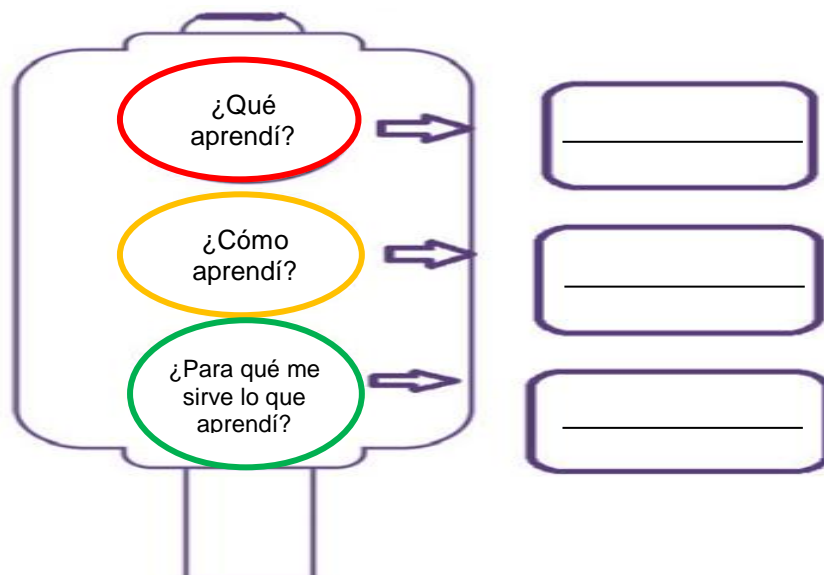 ¿Qué
aprendí?
¿Cómo
aprendí?
¿Para qué me
sirve lo que
aprendí?